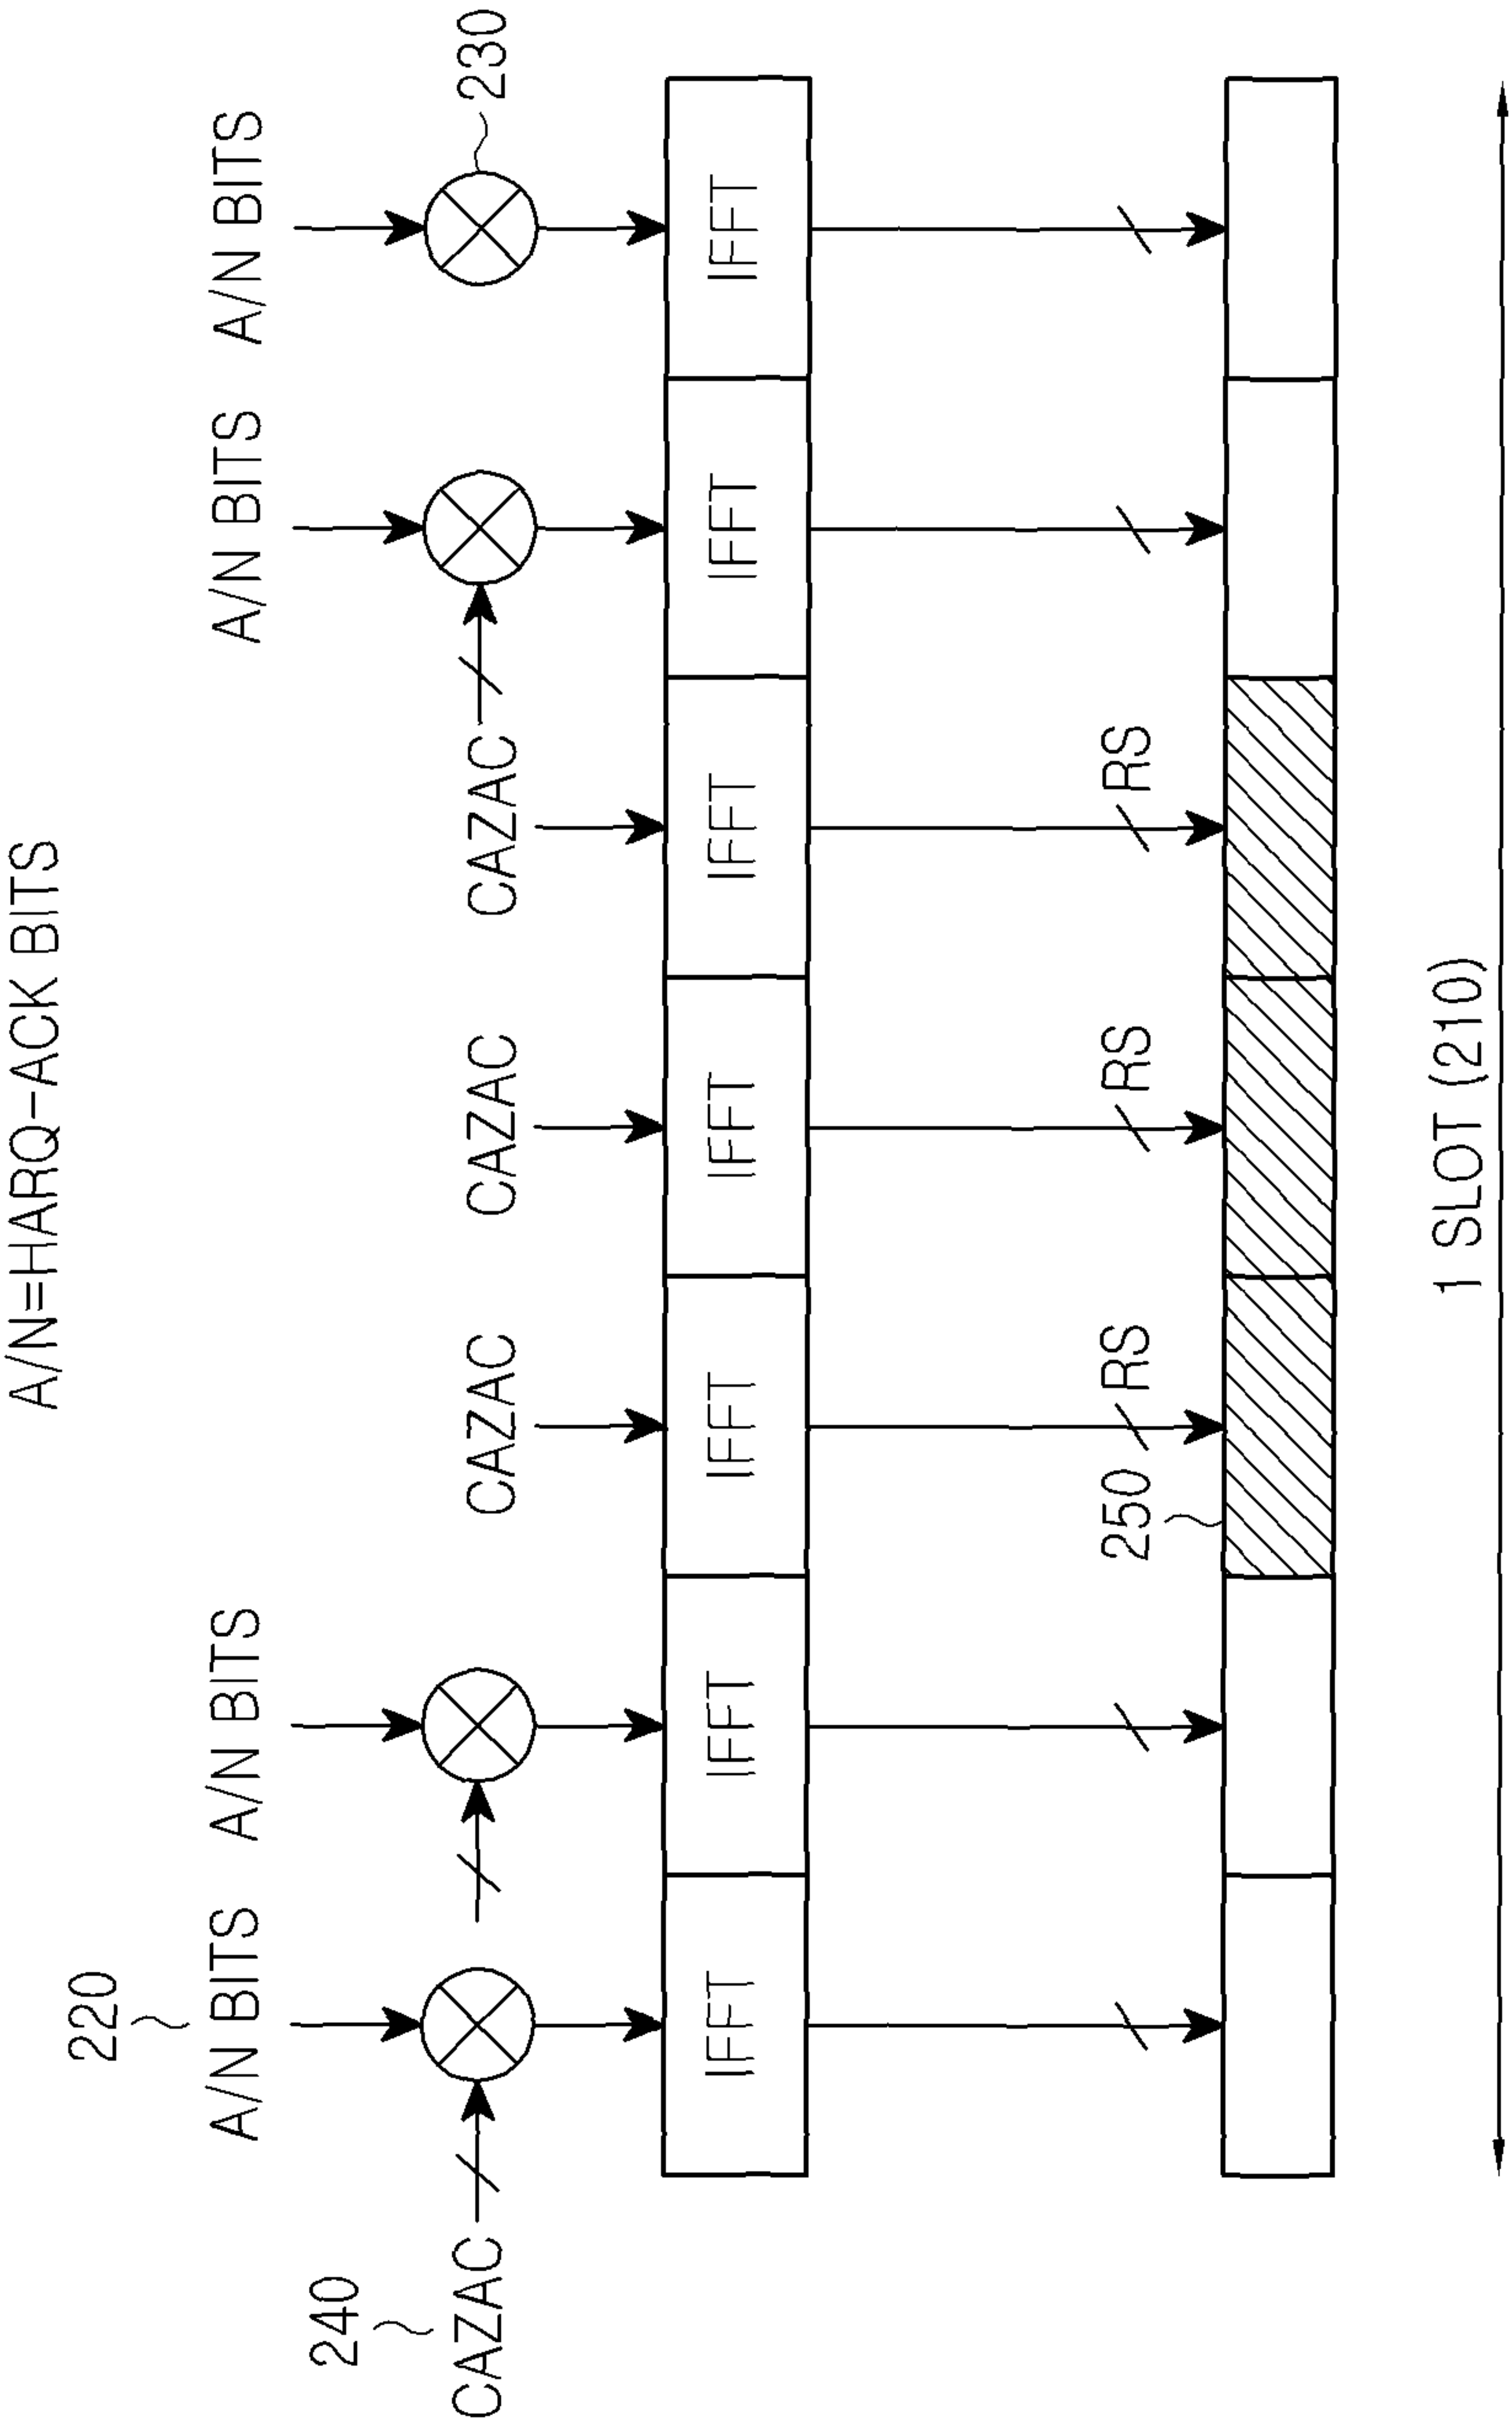 A/N=HARQ-ACK BITS
220
A/N BITS A/N BITS A/N BITS A/N BITS
240
CAZAC CAZAC CAZAC CAZAC 230
IFFT IFFT IFFT IFFT IFFT IFFT IFFT
250 RS RS RS
1 SLOT (210)